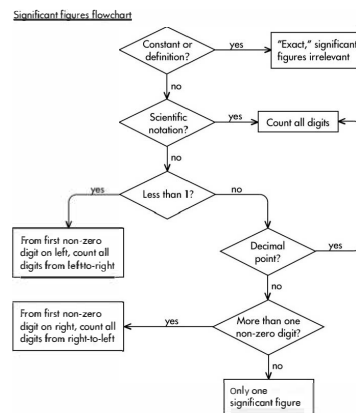 Significant figures flowchart
Constant or
definition?
yes
"Exact," significant
figures irrelevant
no
Scientific
notation?
yes
Count all digits
no
Less than 1?
yes
no
From first non-zero
digit on left, count all
digits from left-to-right
Decimal
point?
yes
no
From first non-zero
digit on right, count all
digits from right-to-left
yes
More than one
non-zero digit?
no
Only one
significant figure